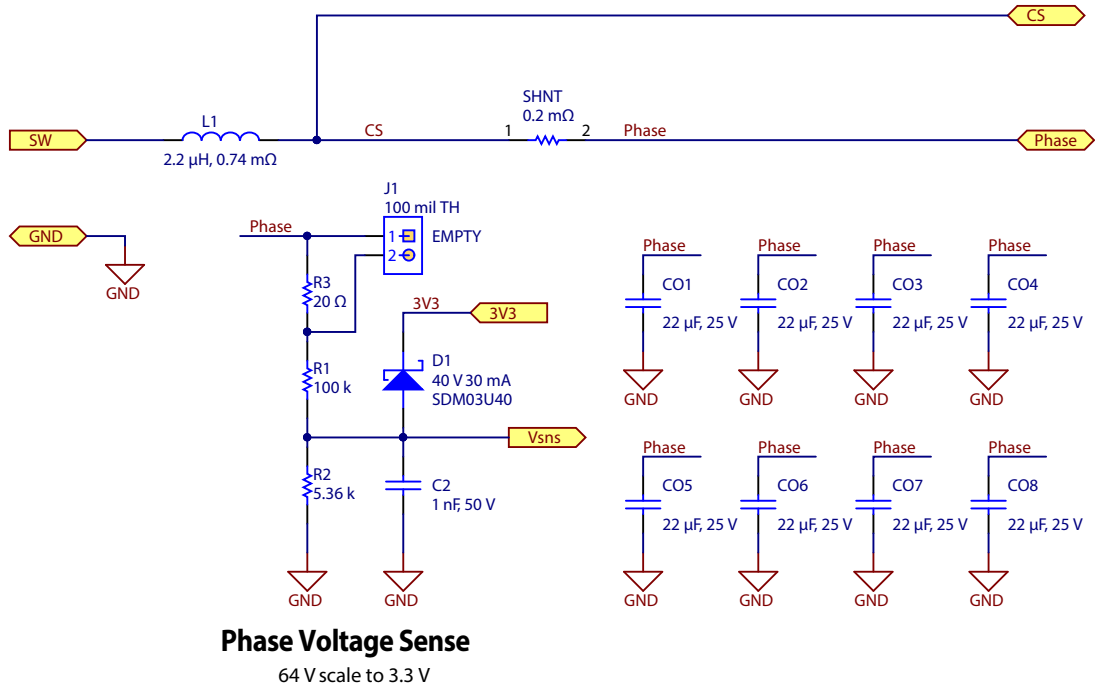 CS
SHNT
0.2 mΩ
L1
SW
CS
1
2
Phase
Phase
2.2 µH, 0.74 mΩ
J1
100 mil TH
Phase
1
EMPTY
2
GND
GND
R3
20 Ω
3V3
3V3
R1
100 k
D1
40 V 30 mA
SDM03U40
Vsns
R2
5.36 k
C2
1 nF, 50 V
GND
GND
Phase
Phase
Phase
Phase
CO1
CO2
CO3
CO4
22 µF, 25 V
22 µF, 25 V
22 µF, 25 V
22 µF, 25 V
GND
GND
GND
GND
Phase
Phase
Phase
Phase
CO5
CO6
CO7
CO8
22 µF, 25 V
22 µF, 25 V
22 µF, 25 V
22 µF, 25 V
GND
GND
GND
GND
Phase Voltage Sense
64 V scale to 3.3 V